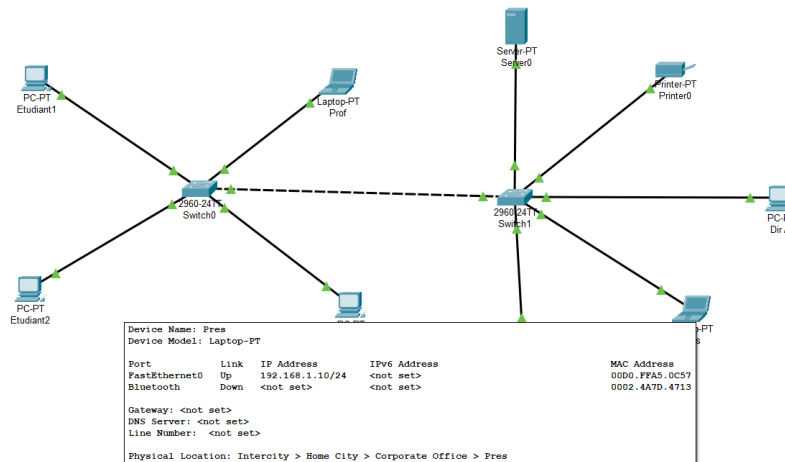 Server-PT
Server0
PC-PT
Etudiant1
Laptop-PT
Prof
Printer-PT
Printer0
2960-24TT
Switch0
2960-24TT
Switch1
Dir
PC-PT
Etudiant2
Device Name: Pres
Device Model: Laptop-PT
Port Link IP Address IPv6 Address MAC Address
FastEthernet0 Up 192.168.1.10/24 <not set> 00D0.FFA5.0C57
Bluetooth Down <not set> <not set> 0002.4A7D.4713
Gateway: <not set>
DNS Server: <not set>
Line Number: <not set>
Physical Location: Intercity > Home City > Corporate Office > Pres